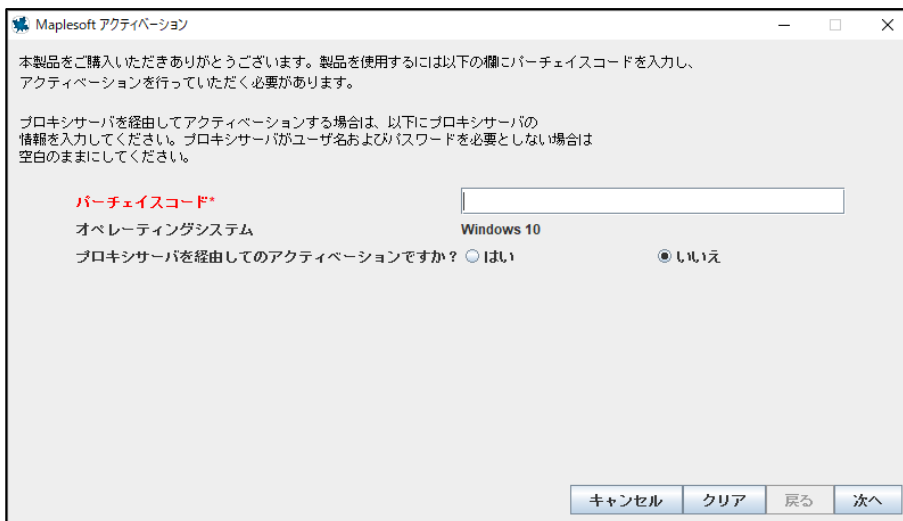 Maplesoft アクティベーション
本製品をご購入いただきありがとうございます。製品を使用するには以下の欄にパーチェイスコードを入力し、
アクティベーションを行っていただく必要があります。
プロキシサーバを経由してアクティベーションする場合は、以下にプロキシサーバの
情報を入力してください。プロキシサーバがユーザ名およびパスワードを必要としない場合は
空白のままにしてください。
パーチェイスコード*
オペレーティングシステム Windows 10
プロキシサーバを経由してのアクティベーションですか？ はい いいえ
キャンセル クリア 戻る 次へ